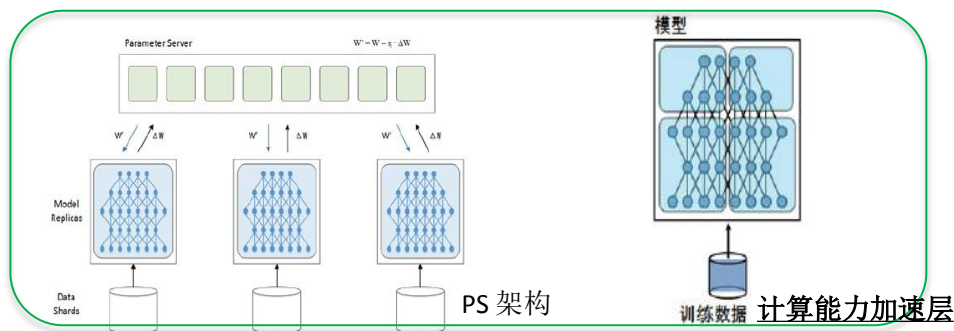 Parameter Server
W' = W − η · ΔW
W' ΔW
W' ΔW
W' ΔW
Model
Replicas
Data
Shards
PS 架构
模型
训练数据
计算能力加速层